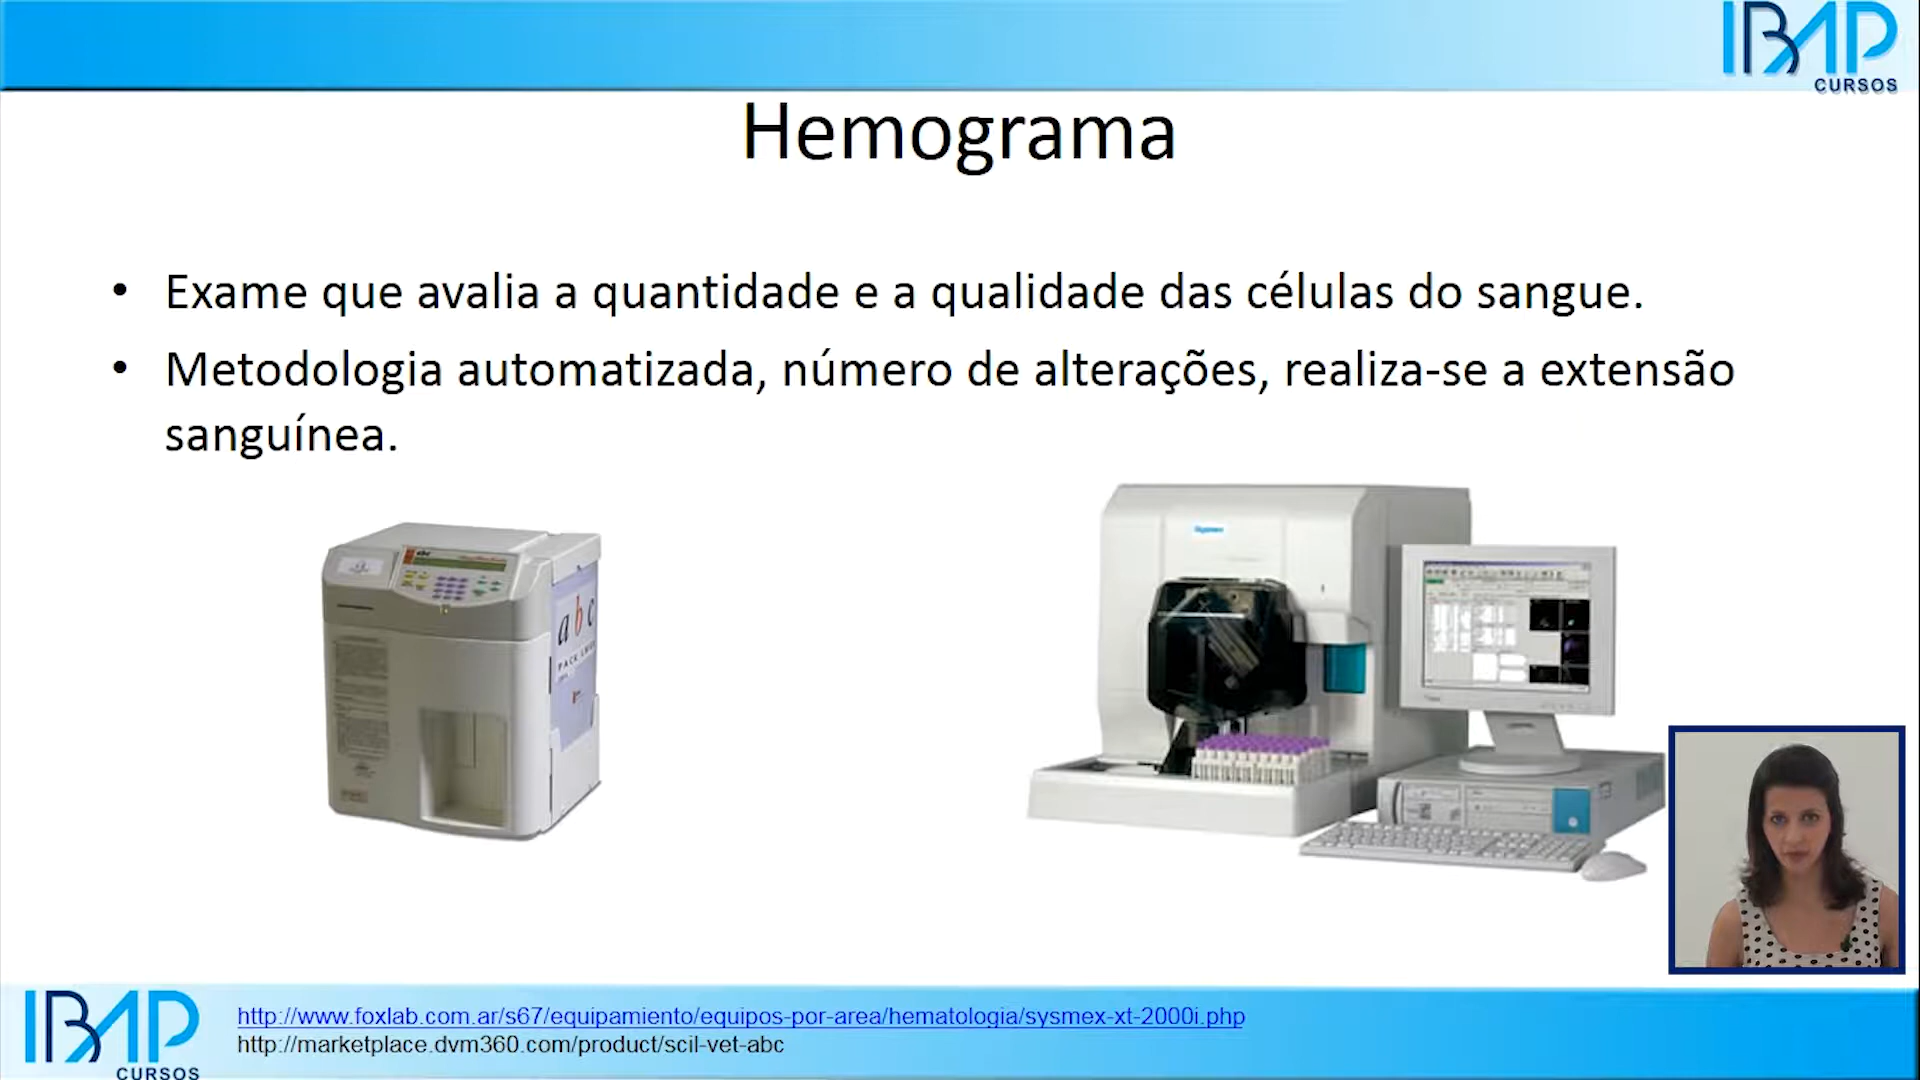 IBAP
CURSOS
Hemograma
• Exame que avalia a quantidade e a qualidade das células do sangue.
• Metodologia automatizada, número de alterações, realiza-se a extensão
sanguínea.
abc
PACK
Sysmex
IBAP
CURSOS
http://www.foxlab.com.ar/s67/equipamiento/equipos-por-area/hematologia/sysmex-xt-2000i.php
http://marketplace.dvm360.com/product/scil-vet-abc